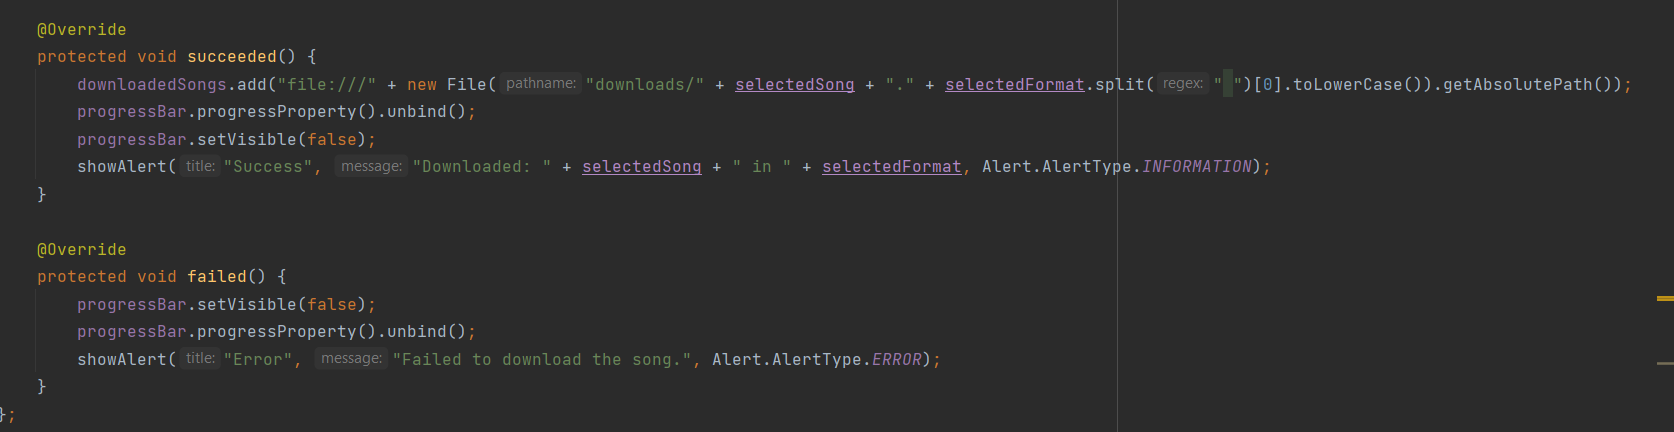 @Override
protected void succeeded() {
downloadedSongs.add("file:///" + new File( pathname: "downloads/" + selectedSong + "." + selectedFormat.split( regex: " ")[0].toLowerCase()).getAbsolutePath());
progressBar.progressProperty().unbind();
progressBar.setVisible(false);
showAlert( title: "Success", message: "Downloaded: " + selectedSong + " in " + selectedFormat, Alert.AlertType.INFORMATION);
}
@Override
protected void failed() {
progressBar.setVisible(false);
progressBar.progressProperty().unbind();
showAlert( title: "Error", message: "Failed to download the song.", Alert.AlertType.ERROR);
}
};